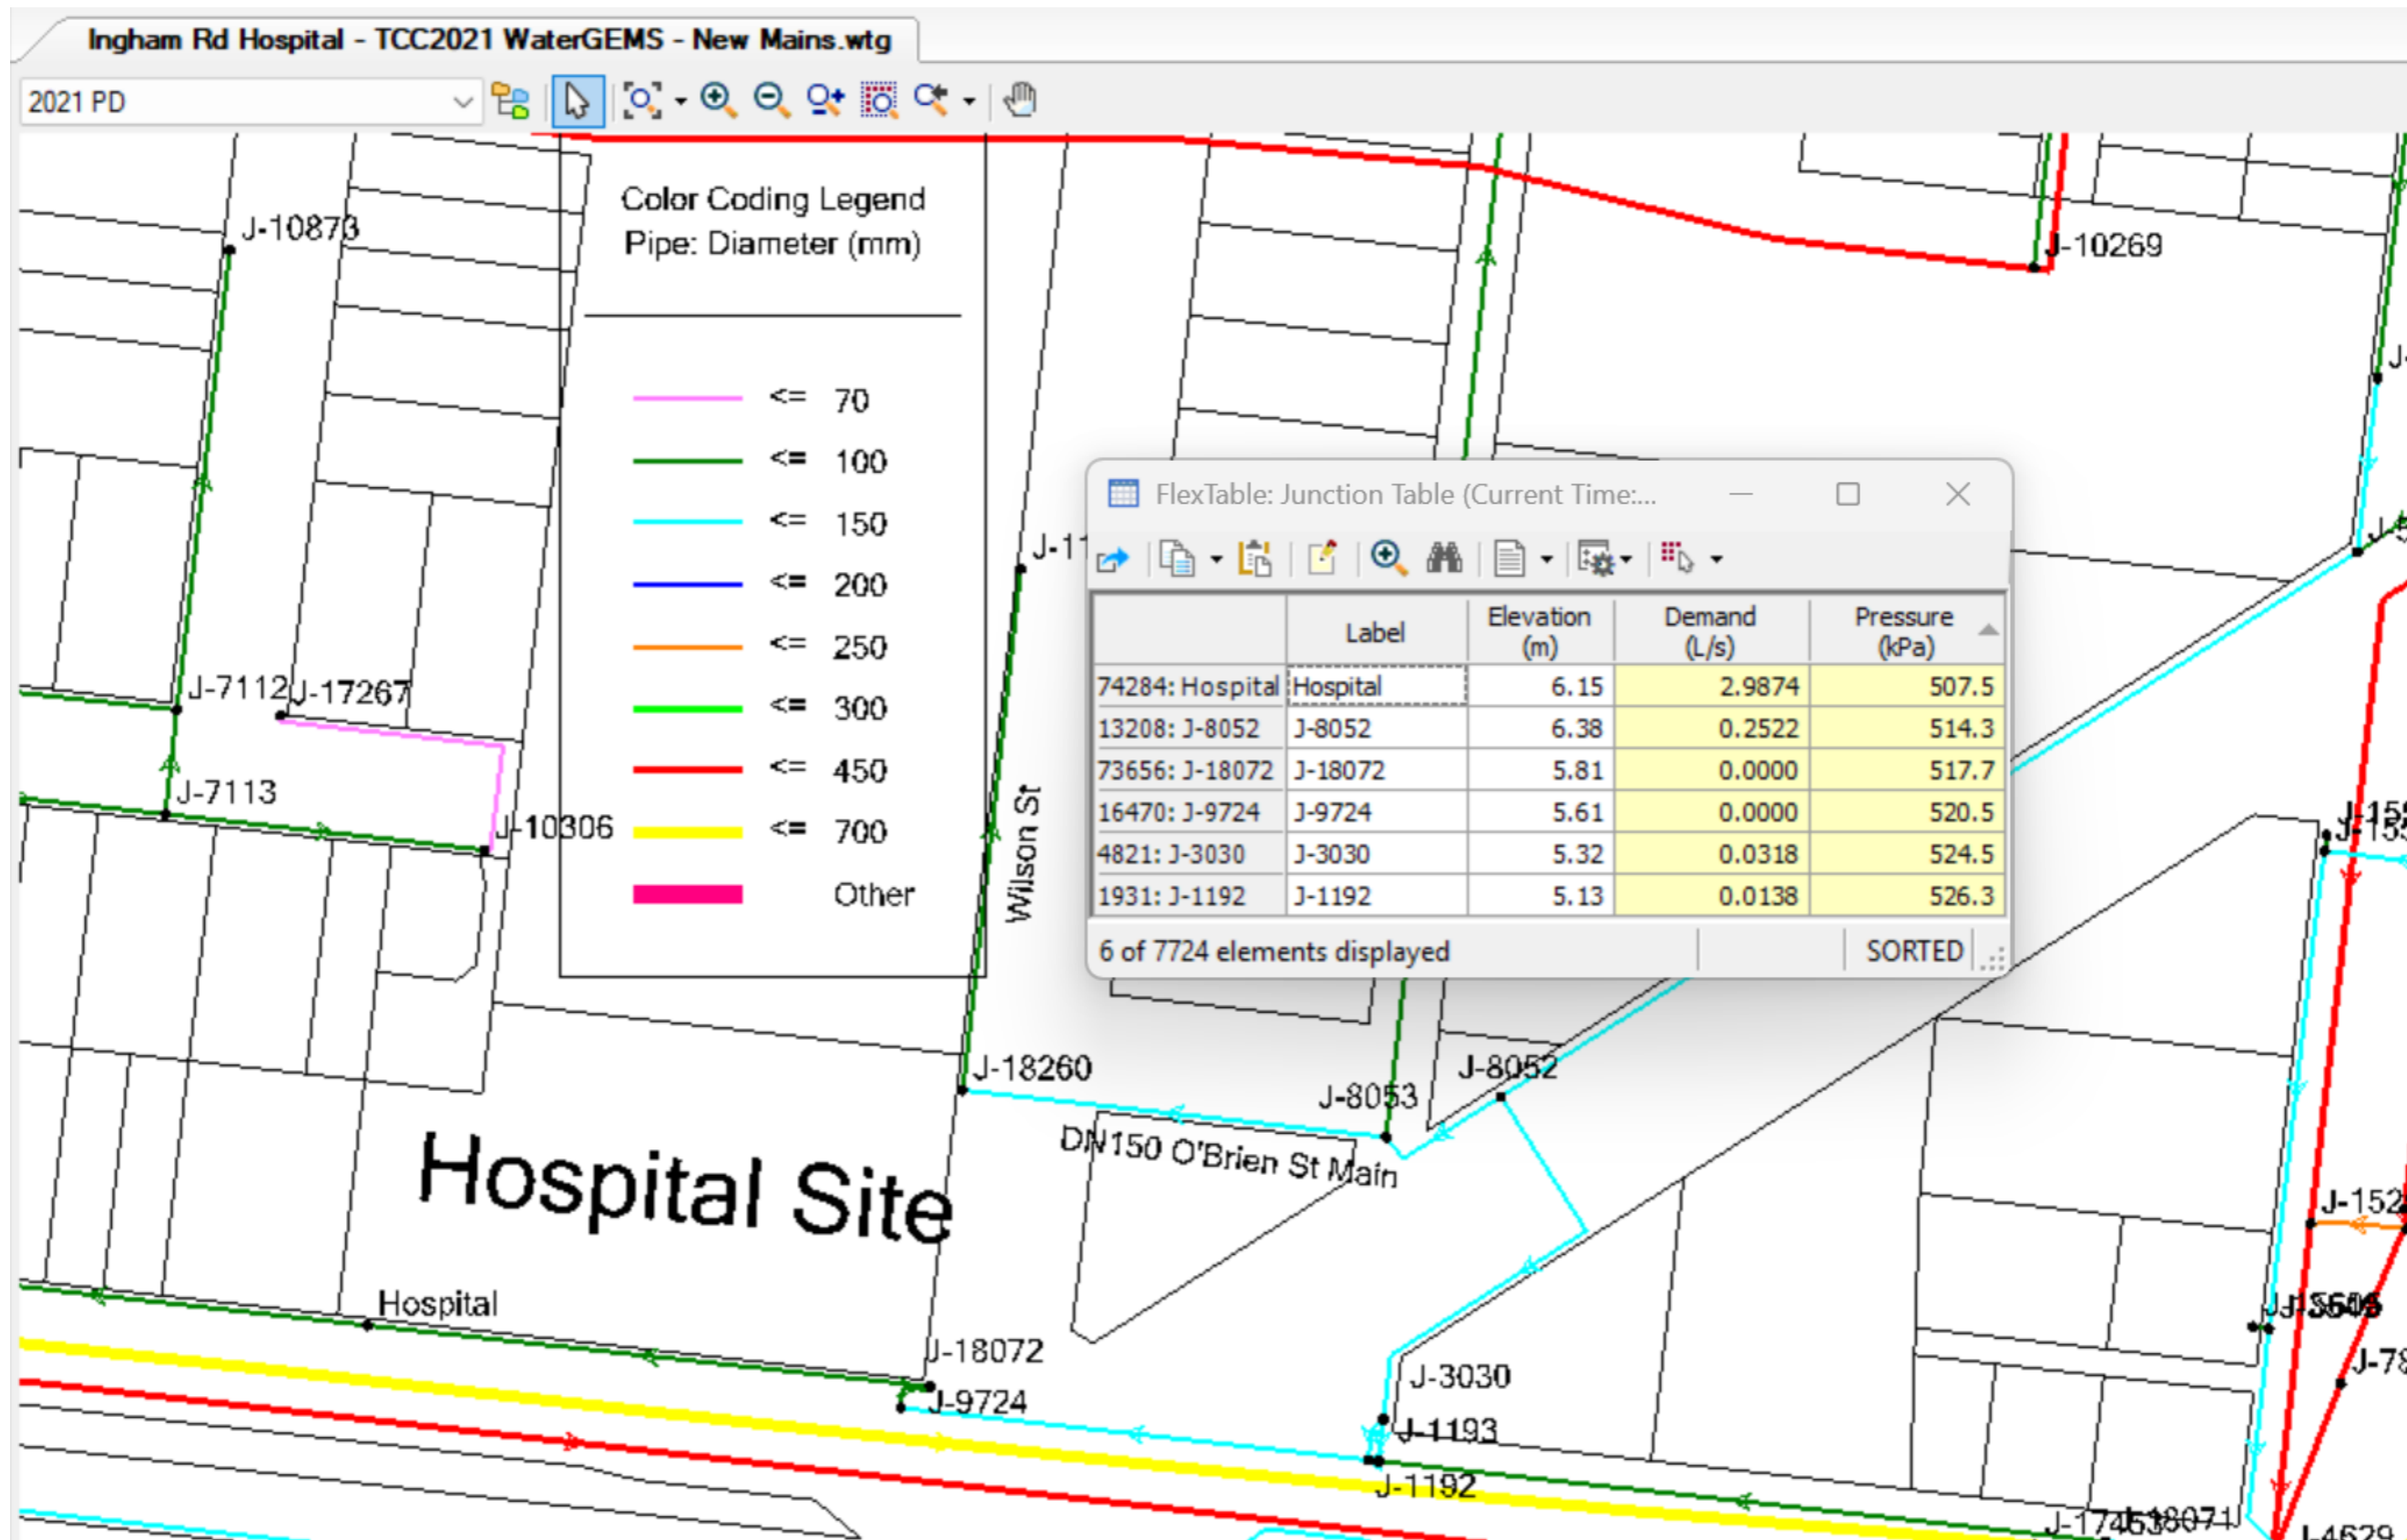 Ingham Rd Hospital - TCC2021 WaterGEMS - New Mains.wtg
2021 PD
J-10873
Color Coding Legend
Pipe: Diameter (mm)
<= 70
<= 100
<= 150
<= 200
<= 250
<= 300
<= 450
<= 700
Other
J-10269
FlexTable: Junction Table (Current Time:...
Label Elevation (m) Demand (L/s) Pressure (kPa)
74284: Hospital Hospital 6.15 2.9874 507.5
13208: J-8052 J-8052 6.38 0.2522 514.3
73656: J-18072 J-18072 5.81 0.0000 517.7
16470: J-9724 J-9724 5.61 0.0000 520.5
4821: J-3030 J-3030 5.32 0.0318 524.5
1931: J-1192 J-1192 5.13 0.0138 526.3
6 of 7724 elements displayed SORTED
J-7112
J-17267
J-7113
J-10306
Wilson St
J-18260
J-8053
J-8052
DN150 O'Brien St Main
Hospital Site
J-152
Hospital
J-18072
J-9724
J-3030
J-1193
J-1192
J-78